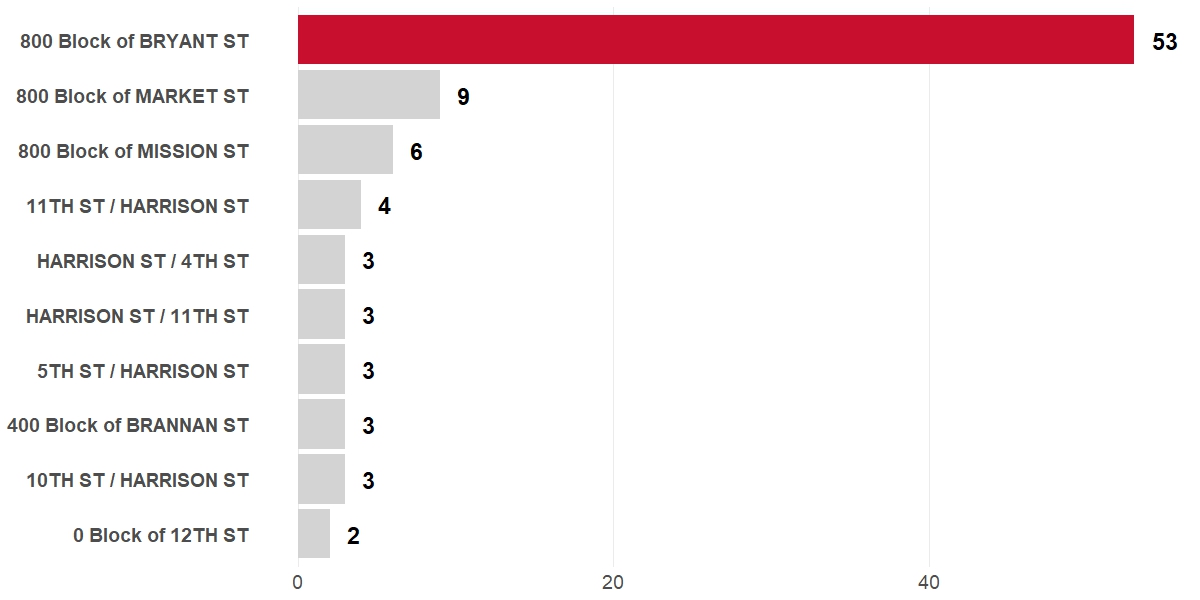 800 Block of BRYANT ST 53
800 Block of MARKET ST 9
800 Block of MISSION ST 6
11TH ST / HARRISON ST 4
HARRISON ST / 4TH ST 3
HARRISON ST / 11TH ST 3
5TH ST / HARRISON ST 3
400 Block of BRANNAN ST 3
10TH ST / HARRISON ST 3
0 Block of 12TH ST 2
0 20 40